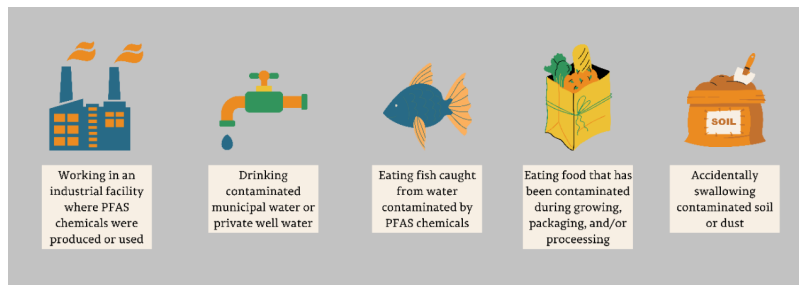 SOIL
Working in an
industrial facility
where PFAS
chemicals were
produced or used
Drinking
contaminated
municipal water or
private well water
Eating fish caught
from water
contaminated by
PFAS chemicals
Eating food that has
been contaminated
during growing,
packaging, and/or
proceessing
Accidentally
swallowing
contaminated soil
or dust